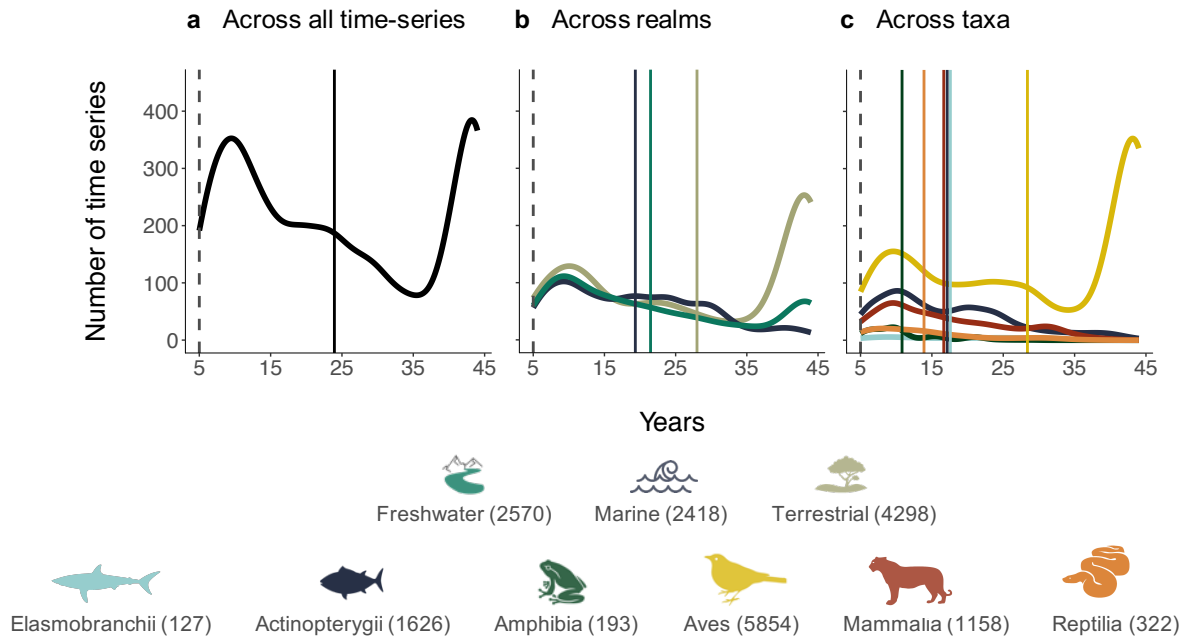 a Across all time-series
b Across realms
c Across taxa
Number of time series
400
300
200
100
0
5 15 25 35 45
5 15 25 35 45
5 15 25 35 45
Years
Freshwater (2570) Marine (2418) Terrestrial (4298)
Elasmobranchii (127) Actinopterygii (1626) Amphibia (193) Aves (5854) Mammalia (1158) Reptilia (322)